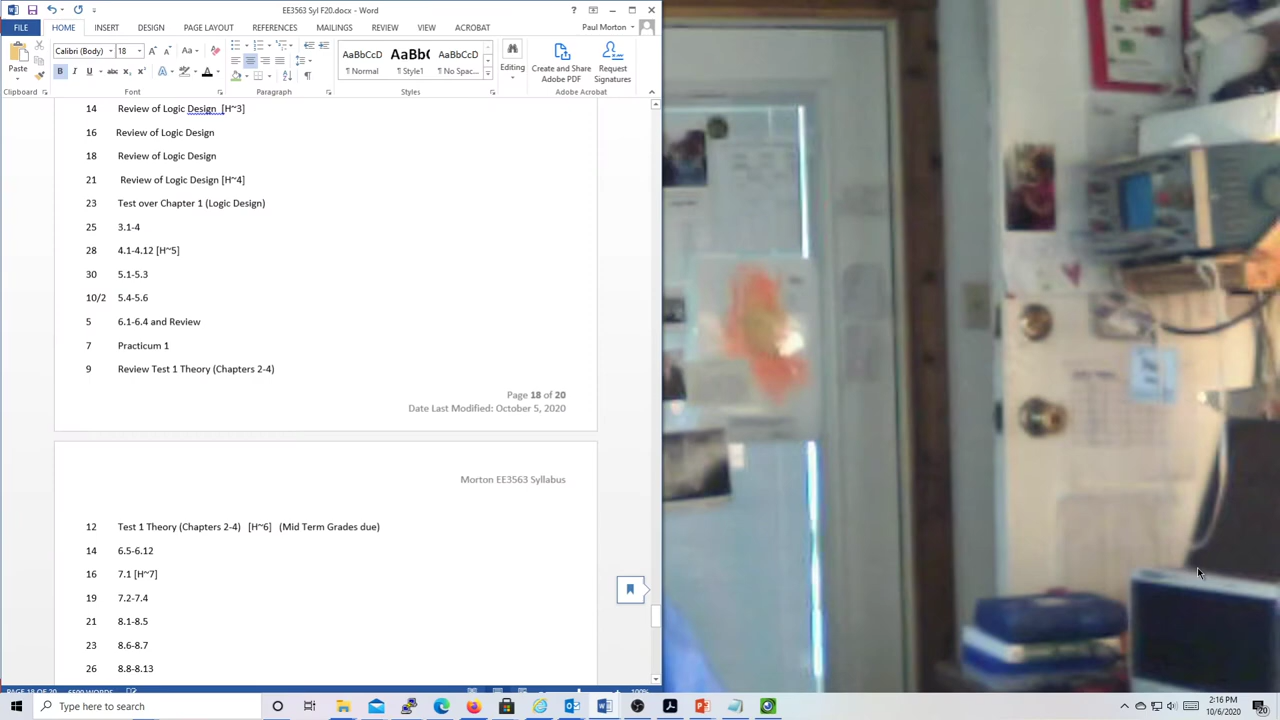 EE3563 Syl F20.docx - Word
FILE HOME INSERT DESIGN PAGE LAYOUT REFERENCES MAILINGS REVIEW VIEW ACROBAT Paul Morton
Calibri (Body) 18
Paste
AaBbCcD AaBbC AaBbCcD
¶ Normal ¶ Style1 ¶ No Spac...
Editing
Create and Share Adobe PDF
Request Signatures
Clipboard Font Paragraph Styles Adobe Acrobat
14 Review of Logic Design [H~3]
16 Review of Logic Design
18 Review of Logic Design
21 Review of Logic Design [H~4]
23 Test over Chapter 1 (Logic Design)
25 3.1-4
28 4.1-4.12 [H~5]
30 5.1-5.3
10/2 5.4-5.6
5 6.1-6.4 and Review
7 Practicum 1
9 Review Test 1 Theory (Chapters 2-4)
Page 18 of 20
Date Last Modified: October 5, 2020
Morton EE3563 Syllabus
12 Test 1 Theory (Chapters 2-4) [H~6] (Mid Term Grades due)
14 6.5-6.12
16 7.1 [H~7]
19 7.2-7.4
21 8.1-8.5
23 8.6-8.7
26 8.8-8.13
PAGE 18 OF 20 6500 WORDS 100%
Type here to search
2:16 PM
10/6/2020
20